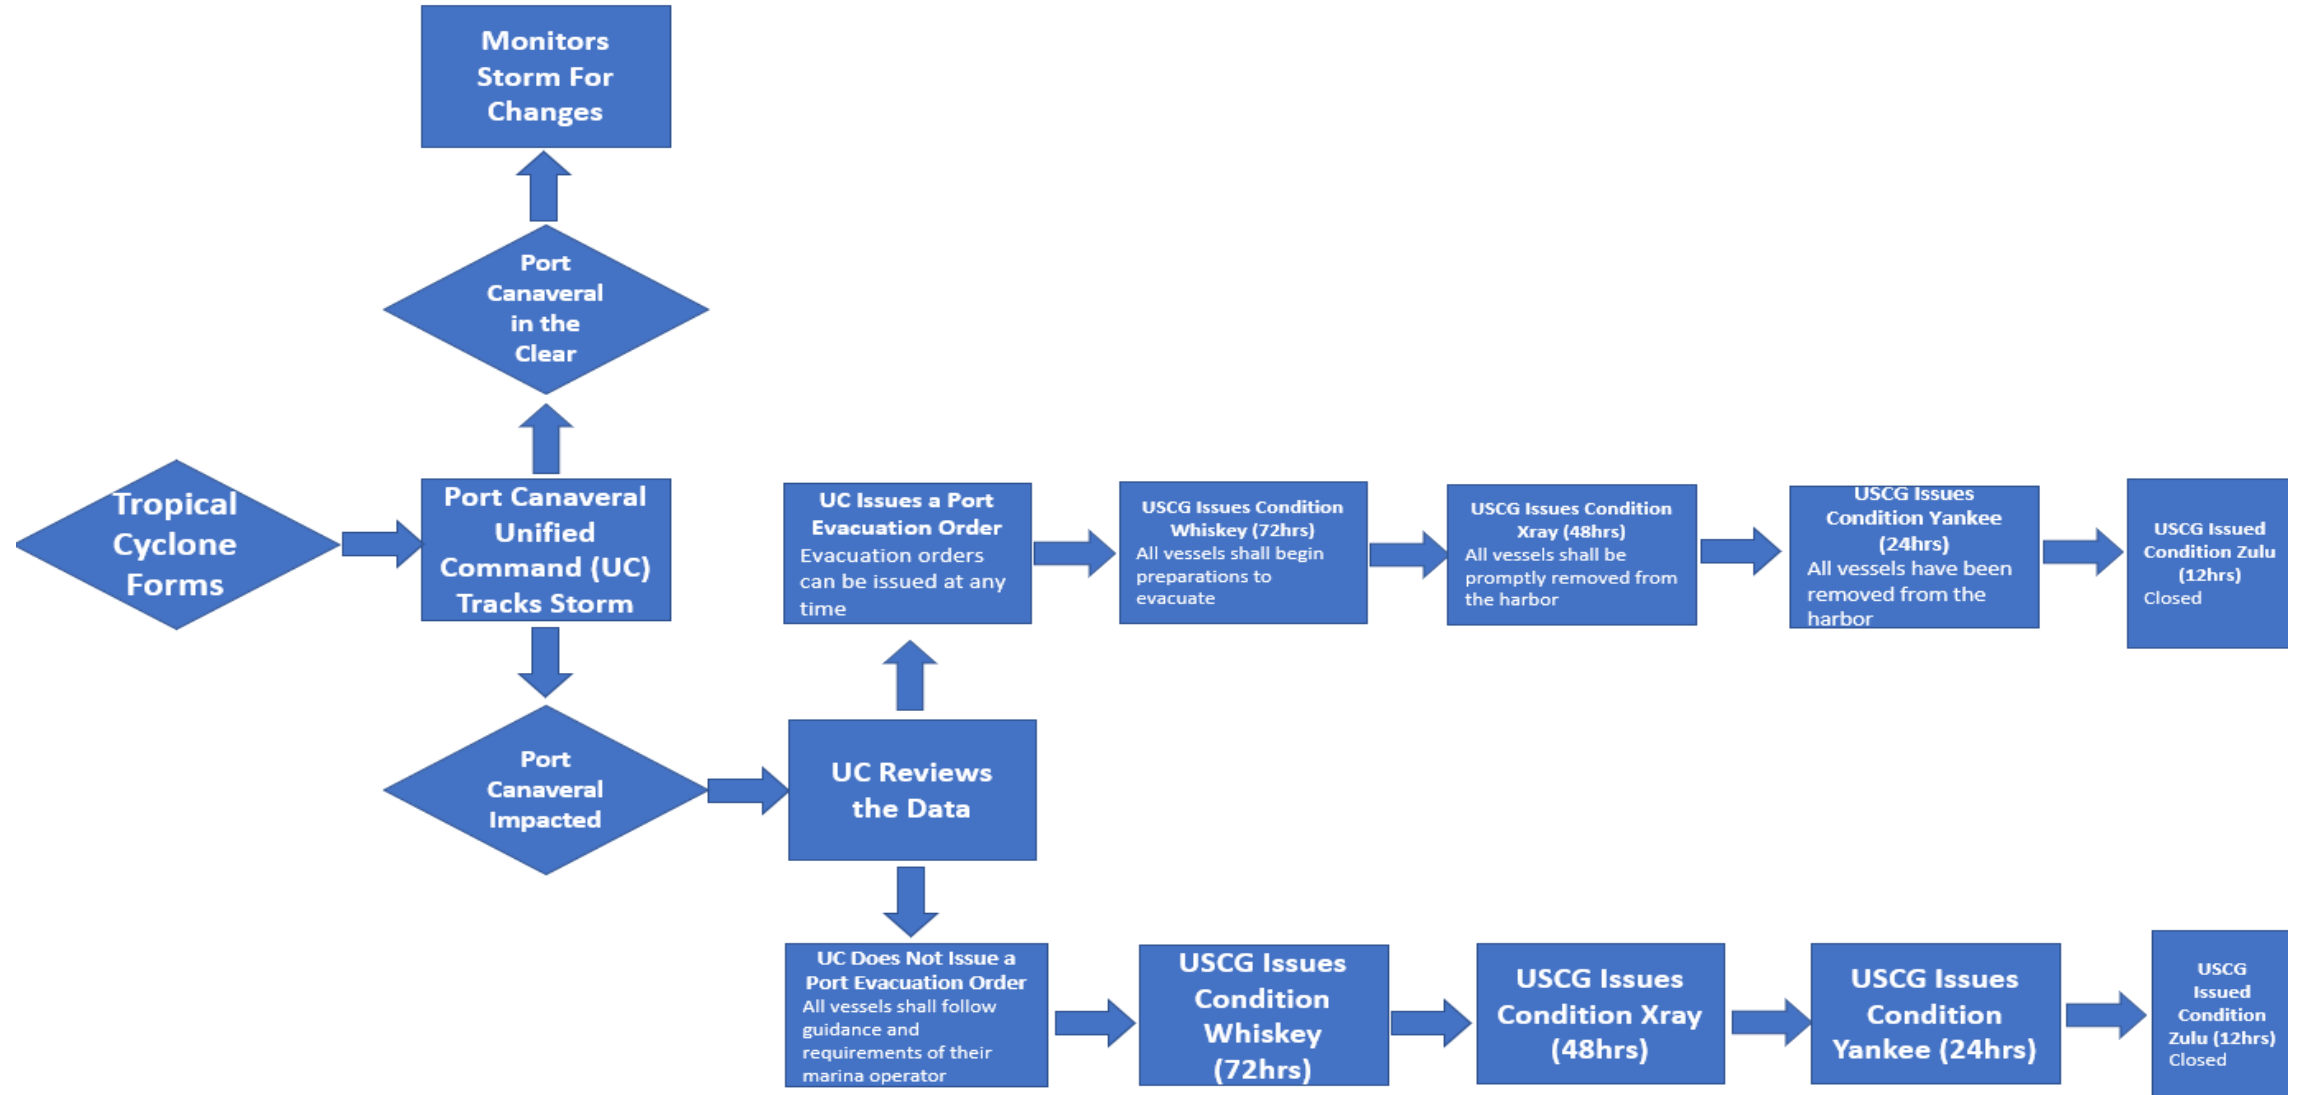 Monitors
Storm For
Changes
Port
Canaveral
in the
Clear
Tropical
Cyclone
Forms
Port Canaveral
Unified
Command (UC)
Tracks Storm
UC Issues a Port
Evacuation Order
Evacuation orders
can be issued at any
time
USCG Issues Condition
Whiskey (72hrs)
All vessels shall begin
preparations to
evacuate
USCG Issues Condition
Xray (48hrs)
All vessels shall be
promptly removed from
the harbor
USCG Issues
Condition Yankee
(24hrs)
All vessels have been
removed from the
harbor
USCG Issued
Condition Zulu
(12hrs)
Closed
Port
Canaveral
Impacted
UC Reviews
the Data
UC Does Not Issue a
Port Evacuation Order
All vessels shall follow
guidance and
requirements of their
marina operator
USCG Issues
Condition
Whiskey
(72hrs)
USCG Issues
Condition Xray
(48hrs)
USCG Issues
Condition
Yankee (24hrs)
USCG
Issued
Condition
Zulu (12hrs)
Closed